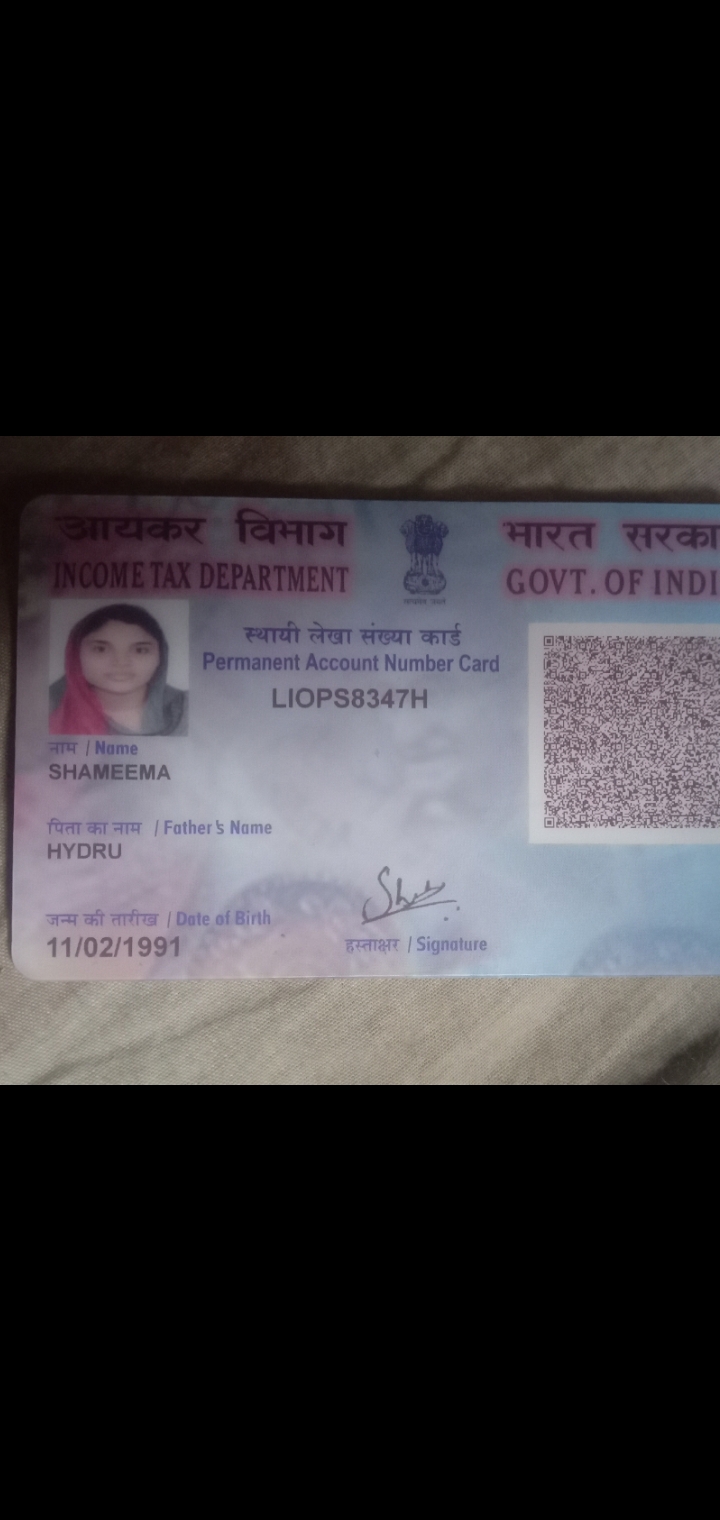 आयकर विभाग
INCOME TAX DEPARTMENT
भारत सरका
GOVT. OF INDI
स्थायी लेखा संख्या कार्ड
Permanent Account Number Card
LIOPS8347H
नाम / Name
SHAMEEMA
पिता का नाम / Father's Name
HYDRU
जन्म की तारीख / Date of Birth
11/02/1991
हस्ताक्षर / Signature